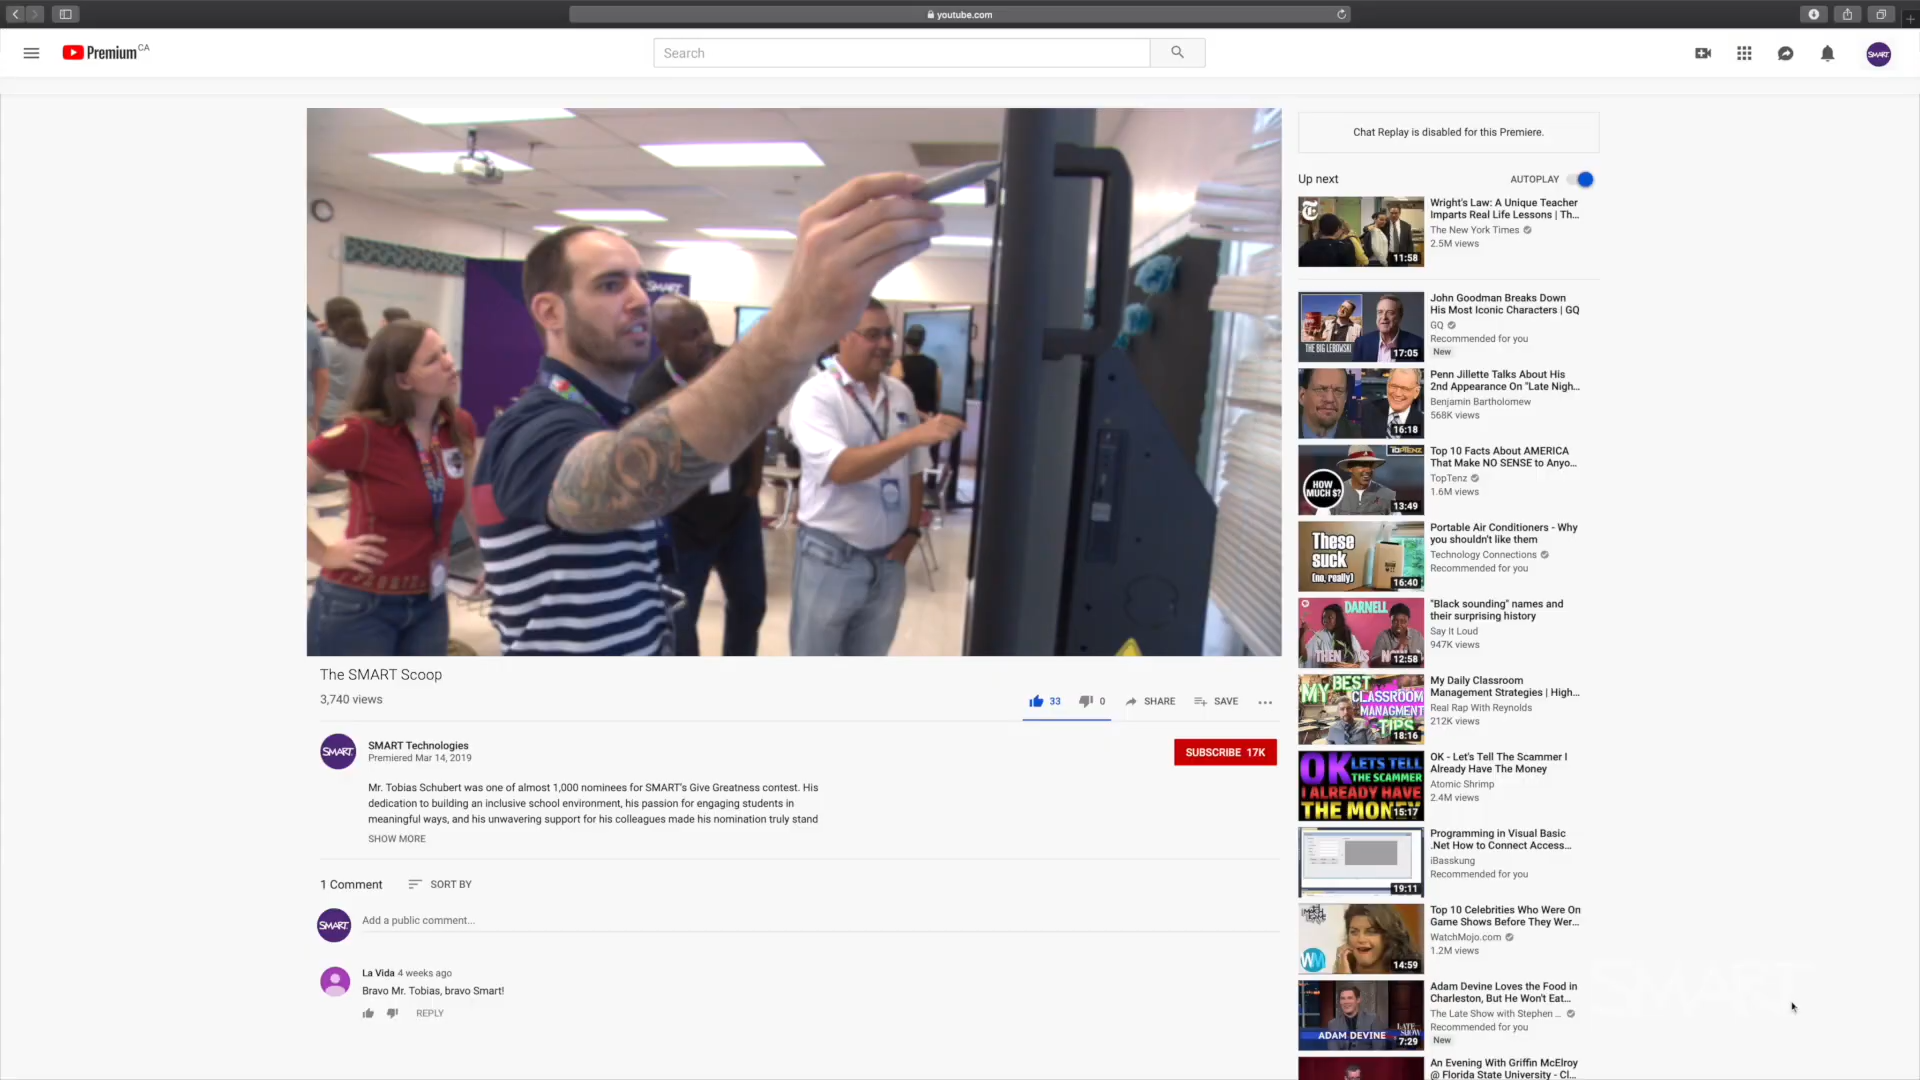 youtube.com
Premium CA
Search
SMART
SMART
Chat Replay is disabled for this Premiere.
Up next
AUTOPLAY
11:58
Wright's Law: A Unique Teacher
Imparts Real Life Lessons | Th...
The New York Times
2.5M views
THE BIG LEBOWSKI
17:05
John Goodman Breaks Down
His Most Iconic Characters | GQ
GQ
Recommended for you
New
16:18
Penn Jillette Talks About His
2nd Appearance On "Late Nigh...
Benjamin Bartholomew
568K views
TOPTENZ
HOW
MUCH $?
13:49
Top 10 Facts About AMERICA
That Make NO SENSE to Anyo...
TopTenz
1.6M views
These
suck
(no, really)
16:40
Portable Air Conditioners - Why
you shouldn't like them
Technology Connections
Recommended for you
DARNELL
THEN VS N
12:58
"Black sounding" names and
their surprising history
Say It Loud
947K views
MY BEST
CLASSROOM
MANAGMENT
TIPS
18:16
My Daily Classroom
Management Strategies | High...
Real Rap With Reynolds
212K views
OK LETS TELL
THE SCAMMER
I ALREADY HAVE
THE MONEY
15:17
OK - Let's Tell The Scammer I
Already Have The Money
Atomic Shrimp
2.4M views
19:11
Programming in Visual Basic
.Net How to Connect Access...
iBasskung
Recommended for you
WM
14:59
Top 10 Celebrities Who Were On
Game Shows Before They Wer...
WatchMojo.com
1.2M views
ADAM DEVINE
LATE SHOW
7:29
Adam Devine Loves the Food in
Charleston, But He Won't Eat...
The Late Show with Stephen ...
Recommended for you
New
An Evening With Griffin McElroy
@ Florida State University - Cl...
The SMART Scoop
3,740 views
33
0
SHARE
SAVE
SMART
SMART Technologies
Premiered Mar 14, 2019
SUBSCRIBE 17K
Mr. Tobias Schubert was one of almost 1,000 nominees for SMART's Give Greatness contest. His
dedication to building an inclusive school environment, his passion for engaging students in
meaningful ways, and his unwavering support for his colleagues made his nomination truly stand
SHOW MORE
1 Comment
SORT BY
SMART
Add a public comment...
La Vida 4 weeks ago
Bravo Mr. Tobias, bravo Smart!
REPLY